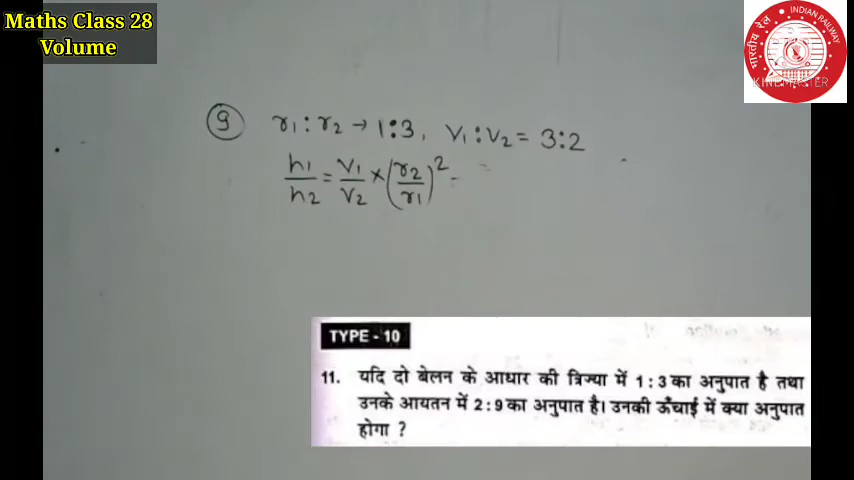 Maths Class 28
Volume
भारतीय रेल INDIAN RAILWAY
KINEMASTER
9 r1 : r2 → 1:3, V1 : V2 = 3:2
h1/h2 = V1/V2 × (r2/r1)² -
TYPE - 10
11. यदि दो बेलन के आधार की त्रिज्या में 1 : 3 का अनुपात है तथा
उनके आयतन में 2 : 9 का अनुपात है। उनकी ऊँचाई में क्या अनुपात
होगा ?